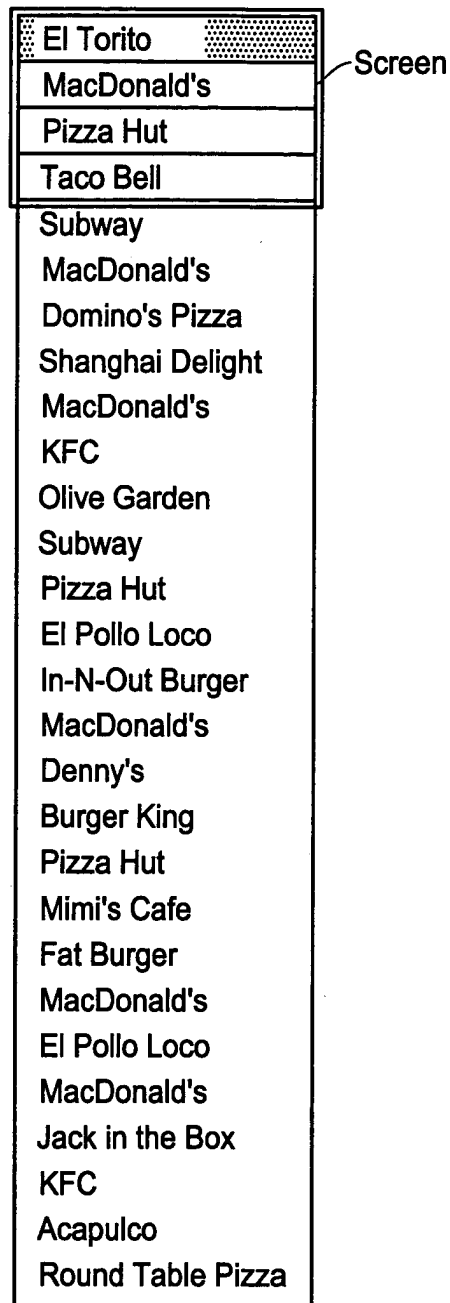 El Torito
Screen
MacDonald's
Pizza Hut
Taco Bell
Subway
MacDonald's
Domino's Pizza
Shanghai Delight
MacDonald's
KFC
Olive Garden
Subway
Pizza Hut
El Pollo Loco
In-N-Out Burger
MacDonald's
Denny's
Burger King
Pizza Hut
Mimi's Cafe
Fat Burger
MacDonald's
El Pollo Loco
MacDonald's
Jack in the Box
KFC
Acapulco
Round Table Pizza